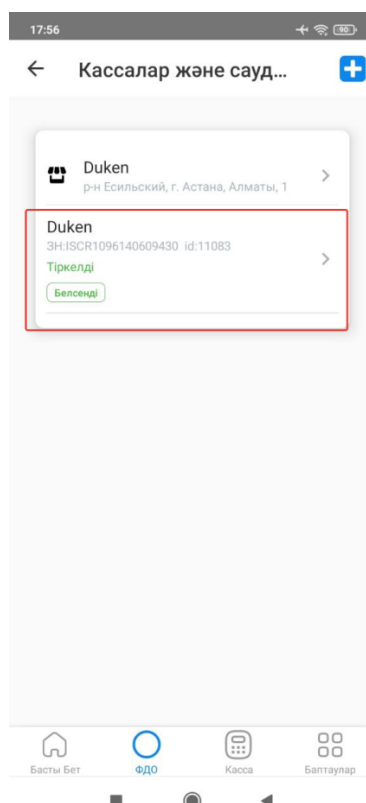 17:56
90
Кассалар және сауд...
Duken
р-н Есильский, г. Астана, Алматы, 1
Duken
ЗН:ISCR1096140609430 id:11083
Тіркелді
Белсенді
Басты Бет
ФДО
Касса
Баптаулар